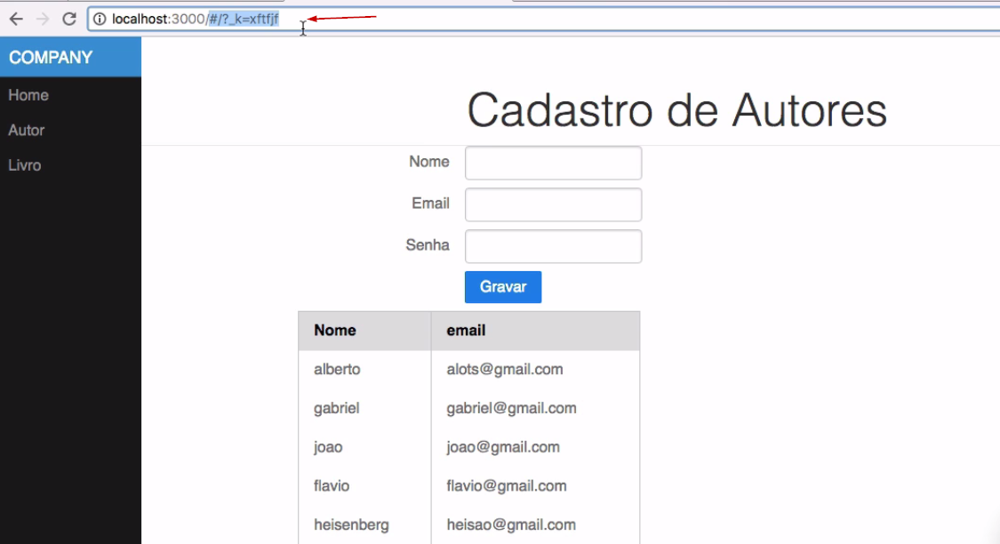 localhost:3000/#/?_k=xftfjf
COMPANY
Home
Autor
Livro
Cadastro de Autores
Nome
Email
Senha
Gravar
Nome email
alberto alots@gmail.com
gabriel gabriel@gmail.com
joao joao@gmail.com
flavio flavio@gmail.com
heisenberg heisao@gmail.com